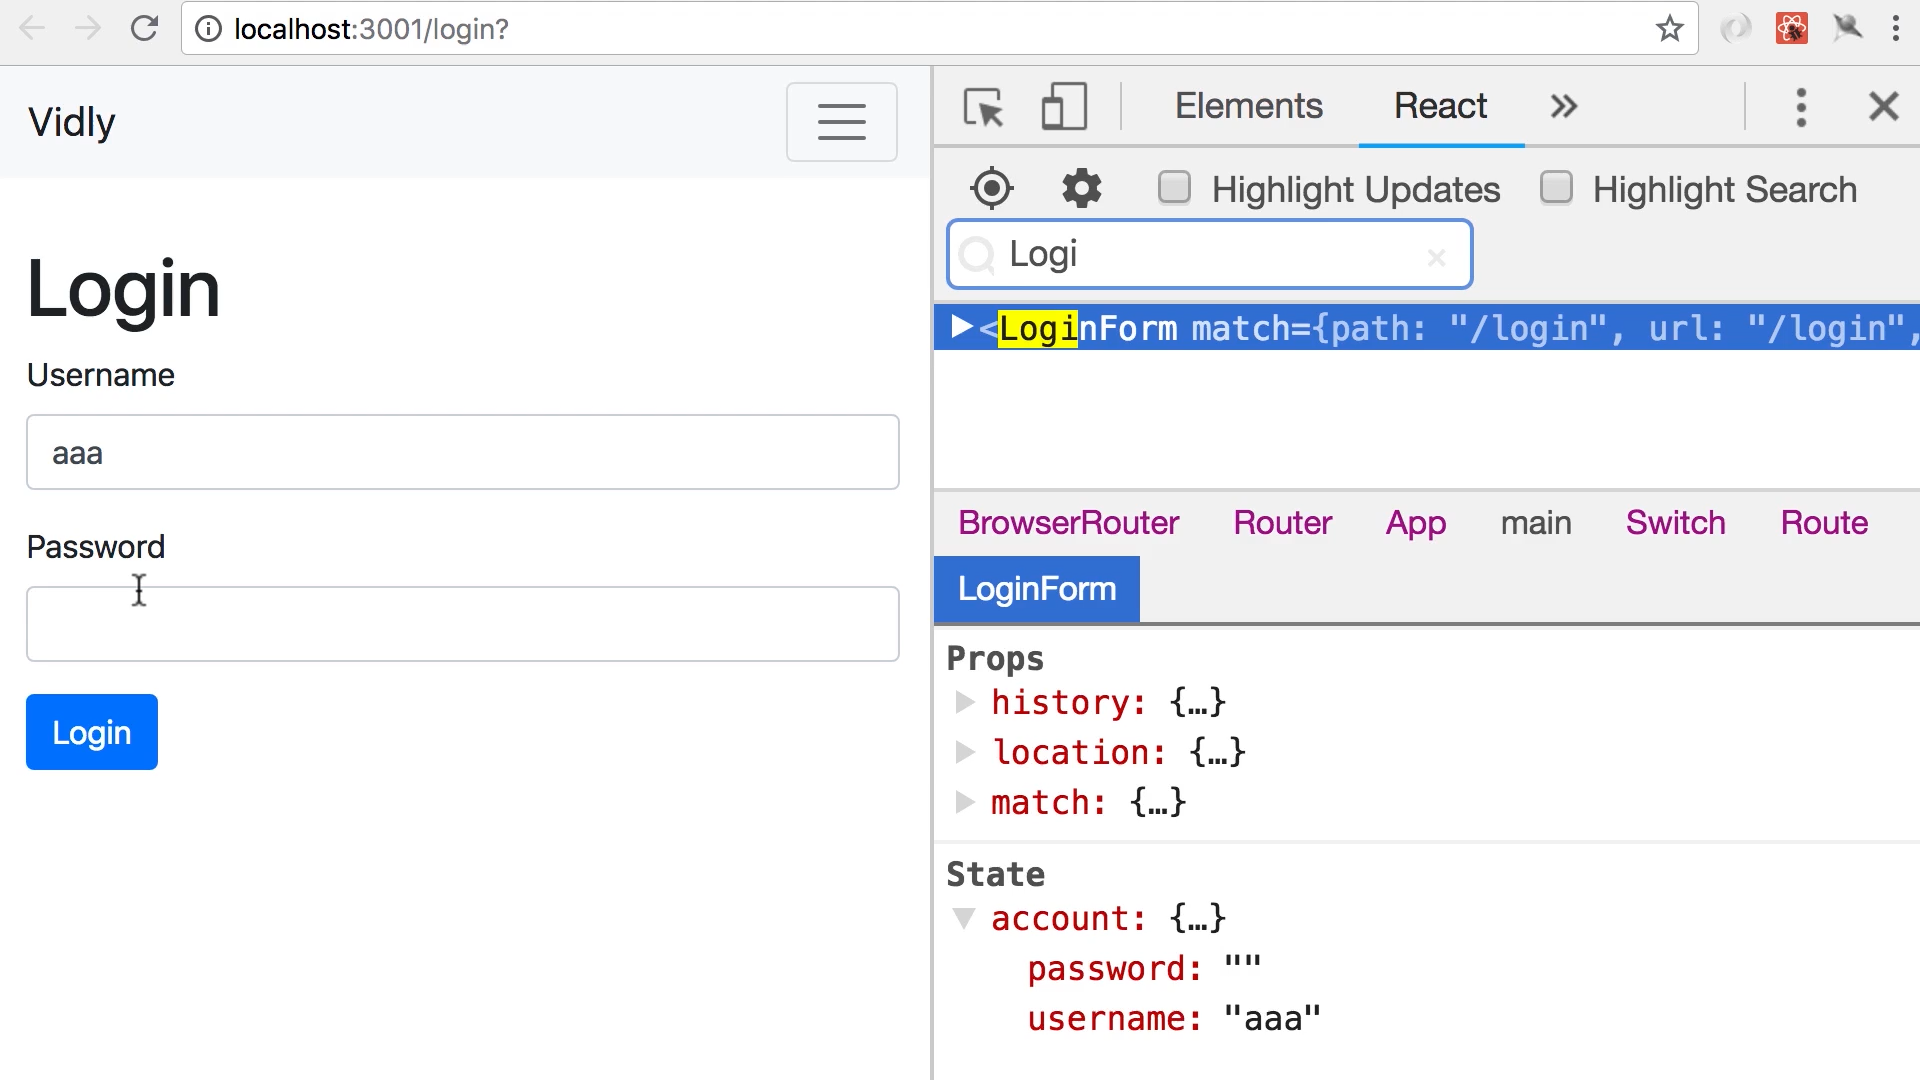 localhost:3001/login?
Vidly
Login
Username
aaa
Password
Login
Elements React »
Highlight Updates Highlight Search
Logi
<LoginForm match={path: "/login", url: "/login",
BrowserRouter Router App main Switch Route
LoginForm
Props
history: {…}
location: {…}
match: {…}
State
account: {…}
password: ""
username: "aaa"